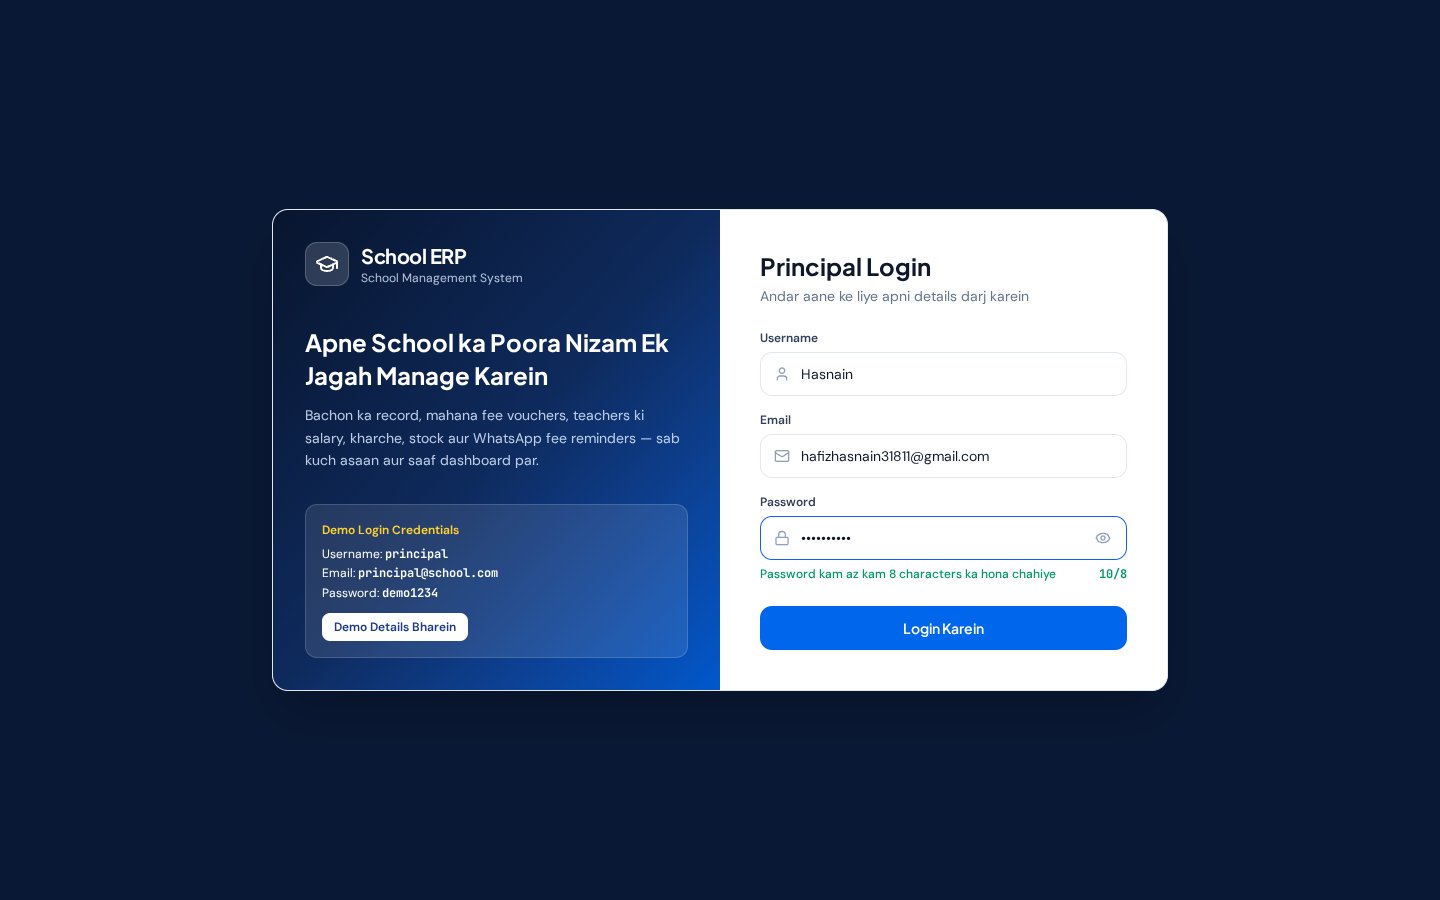 School ERP
School Management System
Apne School ka Poora Nizam Ek
Jagah Manage Karein
Bachon ka record, mahana fee vouchers, teachers ki
salary, kharche, stock aur WhatsApp fee reminders — sab
kuch asaan aur saaf dashboard par.
Demo Login Credentials
Username: principal
Email: principal@school.com
Password: demo1234
Demo Details Bharein
Principal Login
Andar aane ke liye apni details darj karein
Username
Hasnain
Email
hafizhasnain31811@gmail.com
Password
••••••••••
Password kam az kam 8 characters ka hona chahiye 10/8
Login Karein